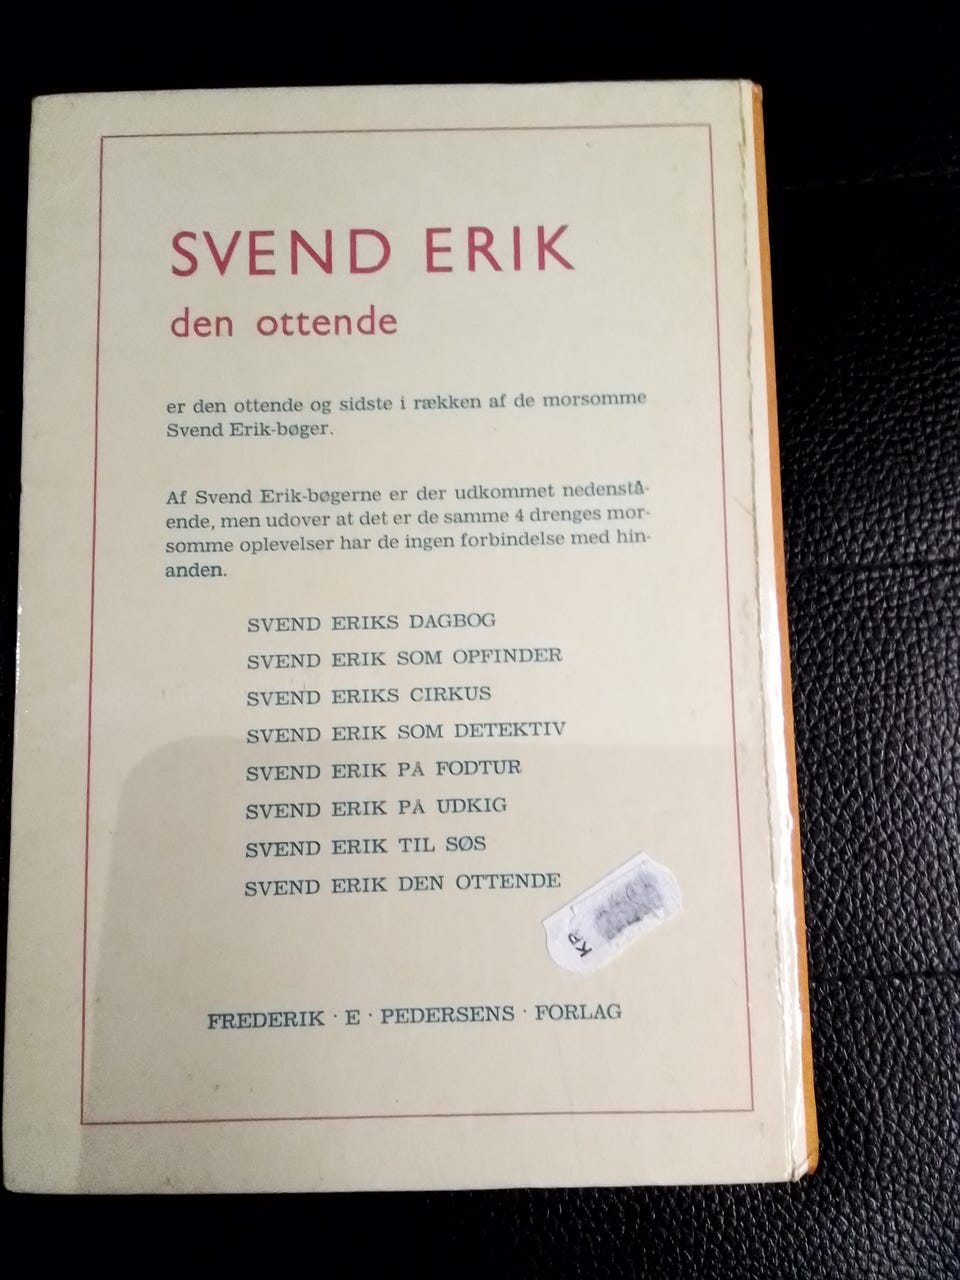 SVEND ERIK
den ottende
er den ottende og sidste i rækken af de morsomme
Svend Erik-bøger.
Af Svend Erik-bøgerne er der udkommet nedenstå-
ende, men udover at det er de samme 4 drenges mor-
somme oplevelser har de ingen forbindelse med hin-
anden.
SVEND ERIKS DAGBOG
SVEND ERIK SOM OPFINDER
SVEND ERIKS CIRKUS
SVEND ERIK SOM DETEKTIV
SVEND ERIK PÅ FODTUR
SVEND ERIK PÅ UDKIG
SVEND ERIK TIL SØS
SVEND ERIK DEN OTTENDE
KR
FREDERIK · E · PEDERSENS · FORLAG